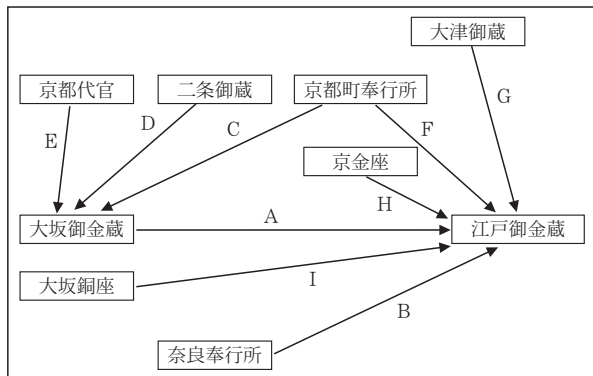 大津御蔵
京都代官
二条御蔵
京都町奉行所
G
E
D
C
F
京金座
H
大坂御金蔵
A
江戸御金蔵
大坂銅座
I
B
奈良奉行所